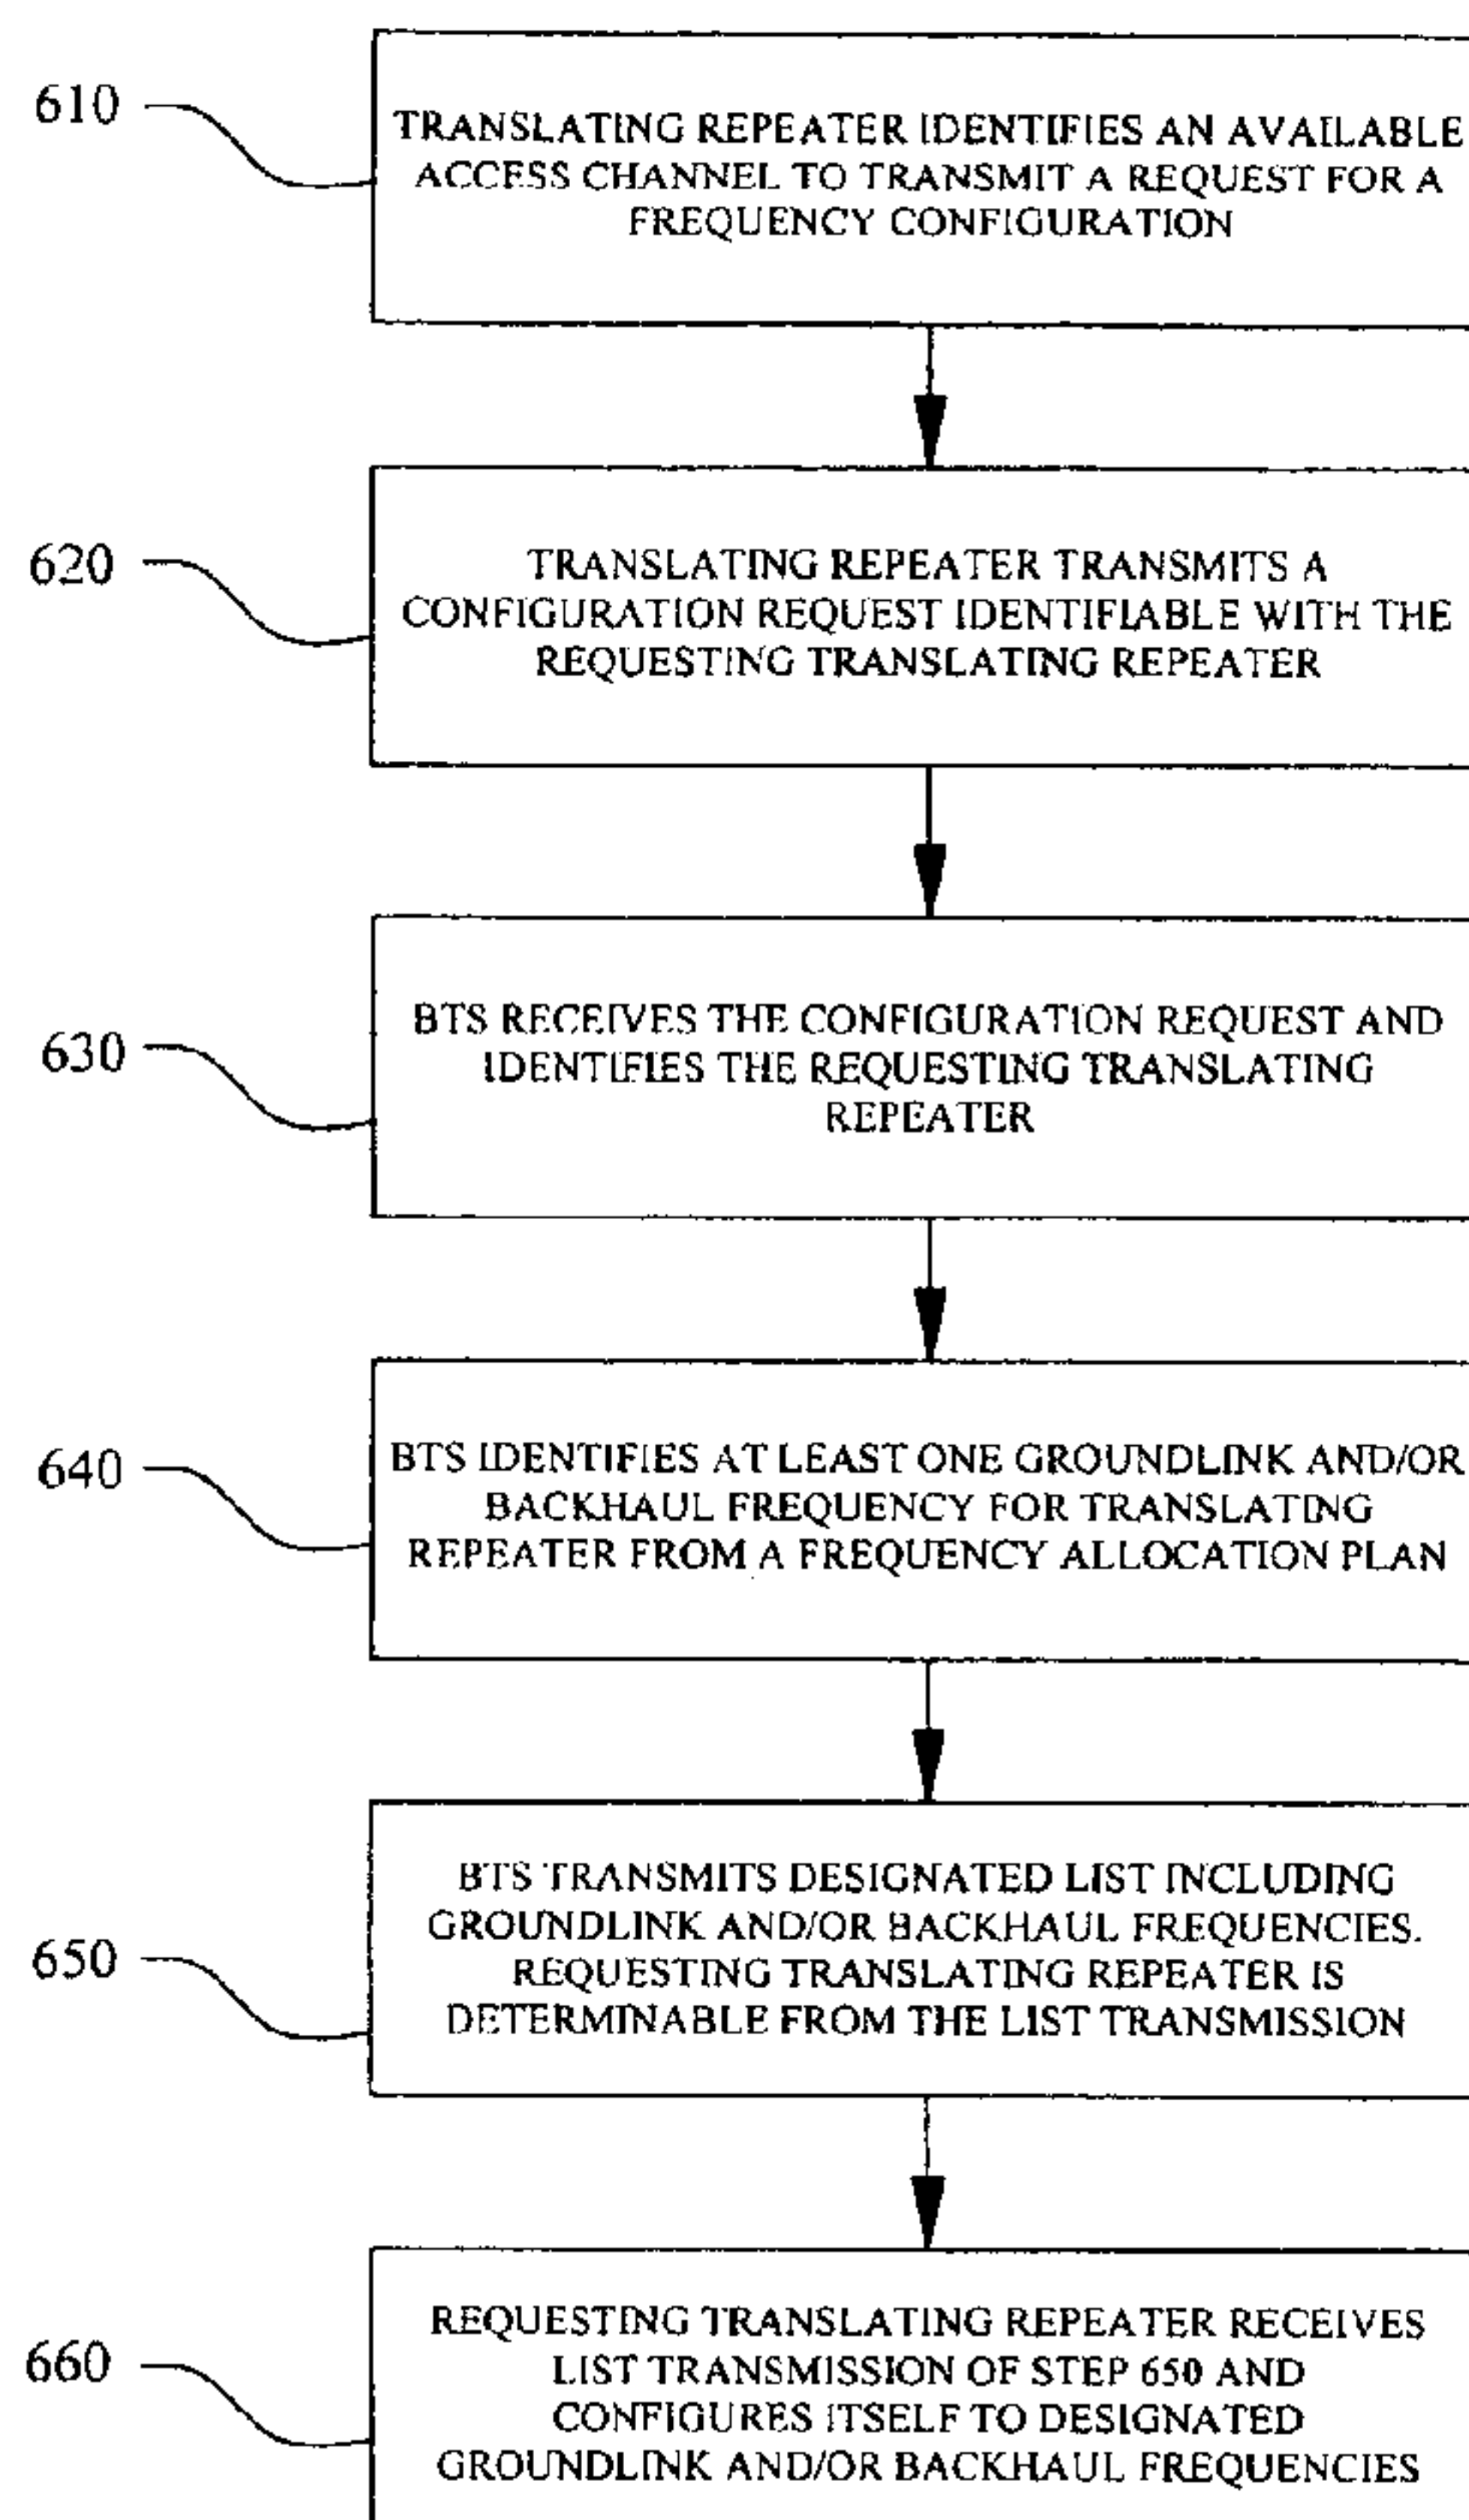 610
TRANSLATING REPEATER IDENTIFIES AN AVAILABLE
ACCESS CHANNEL TO TRANSMIT A REQUEST FOR A
FREQUENCY CONFIGURATION
620
TRANSLATING REPEATER TRANSMITS A
CONFIGURATION REQUEST IDENTIFIABLE WITH THE
REQUESTING TRANSLATING REPEATER
630
BTS RECEIVES THE CONFIGURATION REQUEST AND
IDENTIFIES THE REQUESTING TRANSLATING
REPEATER
640
BTS IDENTIFIES AT LEAST ONE GROUNDLINK AND/OR
BACKHAUL FREQUENCY FOR TRANSLATING
REPEATER FROM A FREQUENCY ALLOCATION PLAN
650
BTS TRANSMITS DESIGNATED LIST INCLUDING
GROUNDLINK AND/OR BACKHAUL FREQUENCIES.
REQUESTING TRANSLATING REPEATER IS
DETERMINABLE FROM THE LIST TRANSMISSION
660
REQUESTING TRANSLATING REPEATER RECEIVES
LIST TRANSMISSION OF STEP 650 AND
CONFIGURES ITSELF TO DESIGNATED
GROUNDLINK AND/OR BACKHAUL FREQUENCIES